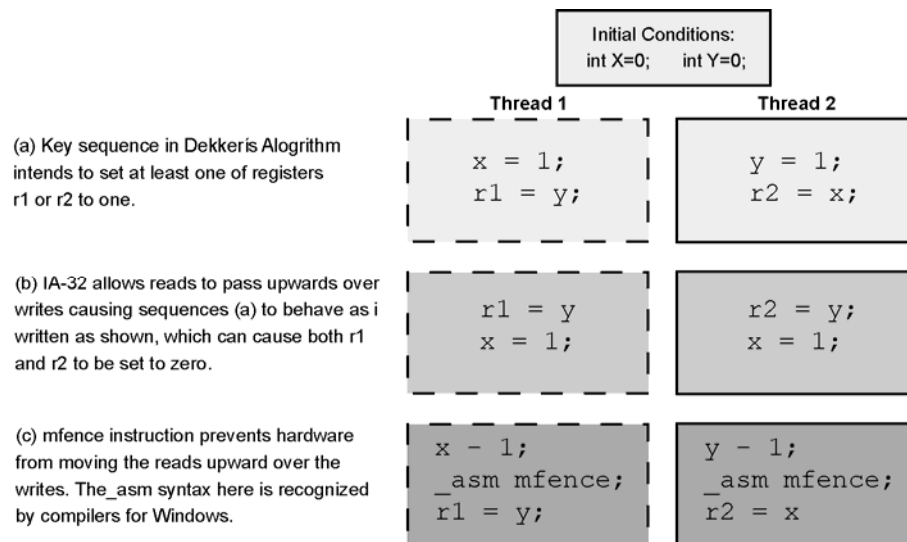 Initial Conditions:
int X=0; int Y=0;
Thread 1
Thread 2
(a) Key sequence in Dekkerís Alogrithm
intends to set at least one of registers
r1 or r2 to one.
x = 1;
r1 = y;
y = 1;
r2 = x;
(b) IA-32 allows reads to pass upwards over
writes causing sequences (a) to behave as i
written as shown, which can cause both r1
and r2 to be set to zero.
r1 = y
x = 1;
r2 = y;
x = 1;
(c) mfence instruction prevents hardware
from moving the reads upward over the
writes. The_asm syntax here is recognized
by compilers for Windows.
x - 1;
_asm mfence;
r1 = y;
y - 1;
_asm mfence;
r2 = x